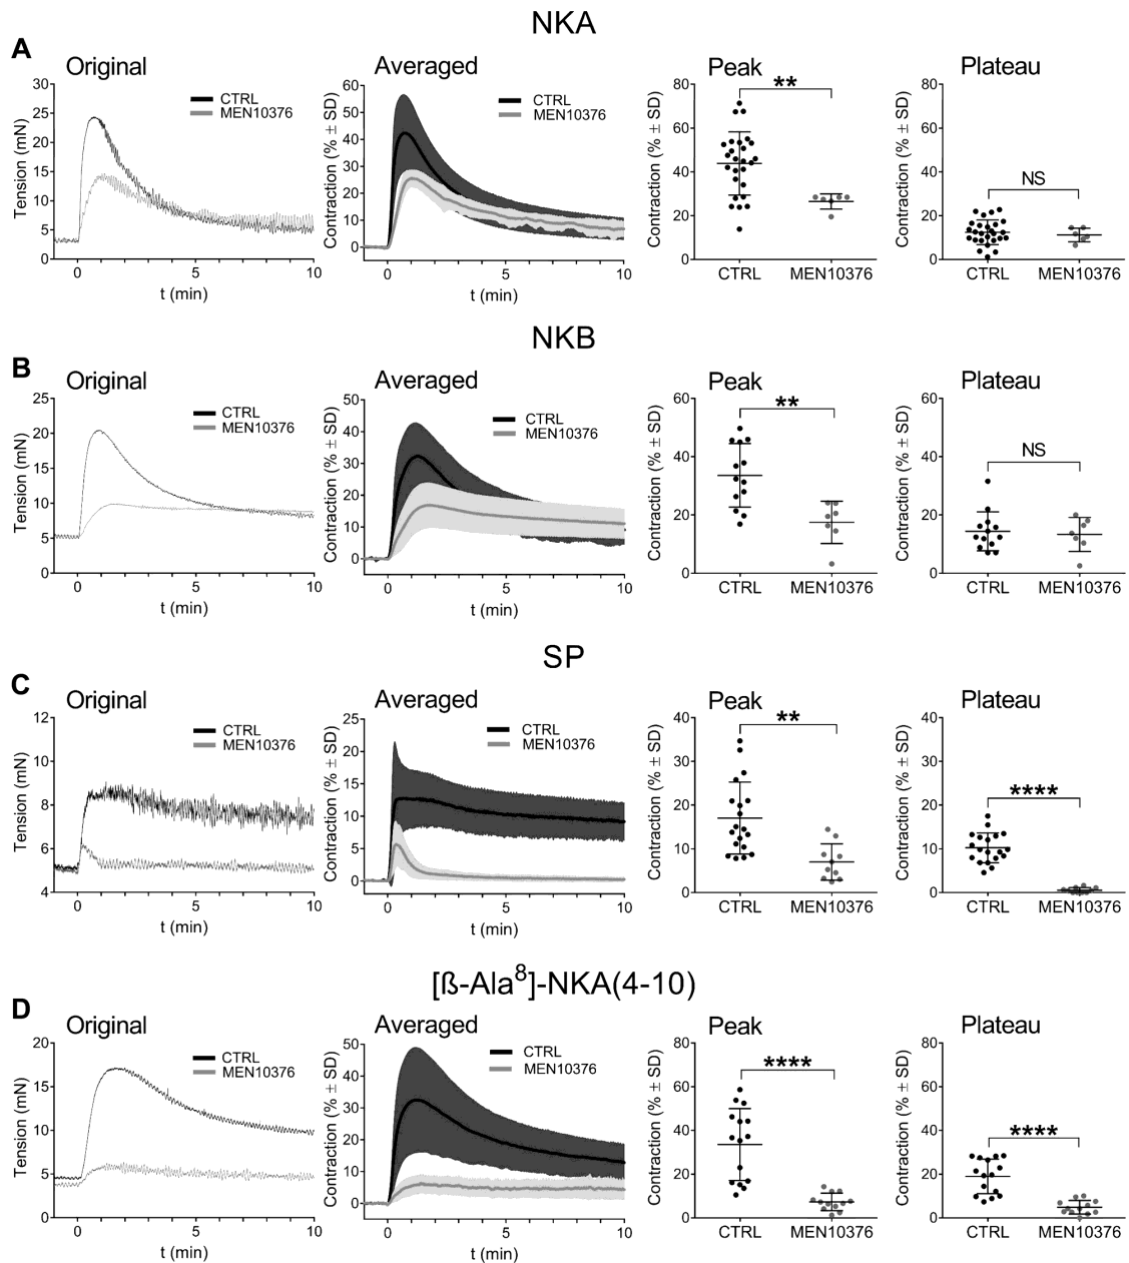 NKA
A
Original
Averaged
Peak
Plateau
Tension (mN)
30
25
20
15
10
5
0
CTRL
MEN10376
0
5
10
t (min)
Contraction (% ± SD)
60
50
40
30
20
10
0
CTRL
MEN10376
0
5
10
t (min)
Contraction (% ± SD)
80
60
40
20
0
**
CTRL
MEN10376
Contraction (% ± SD)
80
60
40
20
0
NS
CTRL
MEN10376
NKB
B
Original
Averaged
Peak
Plateau
Tension (mN)
25
20
15
10
5
0
CTRL
MEN10376
0
5
10
t (min)
Contraction (% ± SD)
50
40
30
20
10
0
CTRL
MEN10376
0
5
10
t (min)
Contraction (% ± SD)
60
40
20
0
**
CTRL
MEN10376
Contraction (% ± SD)
60
40
20
0
NS
CTRL
MEN10376
SP
C
Original
Averaged
Peak
Plateau
Tension (mN)
12
10
8
6
4
CTRL
MEN10376
0
5
10
t (min)
Contraction (% ± SD)
25
20
15
10
5
0
CTRL
MEN10376
0
5
10
t (min)
Contraction (% ± SD)
40
30
20
10
0
**
CTRL
MEN10376
Contraction (% ± SD)
40
30
20
10
0
****
CTRL
MEN10376
[ß-Ala⁸]-NKA(4-10)
D
Original
Averaged
Peak
Plateau
Tension (mN)
20
15
10
5
0
CTRL
MEN10376
0
5
10
t (min)
Contraction (% ± SD)
50
40
30
20
10
0
CTRL
MEN10376
0
5
10
t (min)
Contraction (% ± SD)
80
60
40
20
0
****
CTRL
MEN10376
Contraction (% ± SD)
80
60
40
20
0
****
CTRL
MEN10376